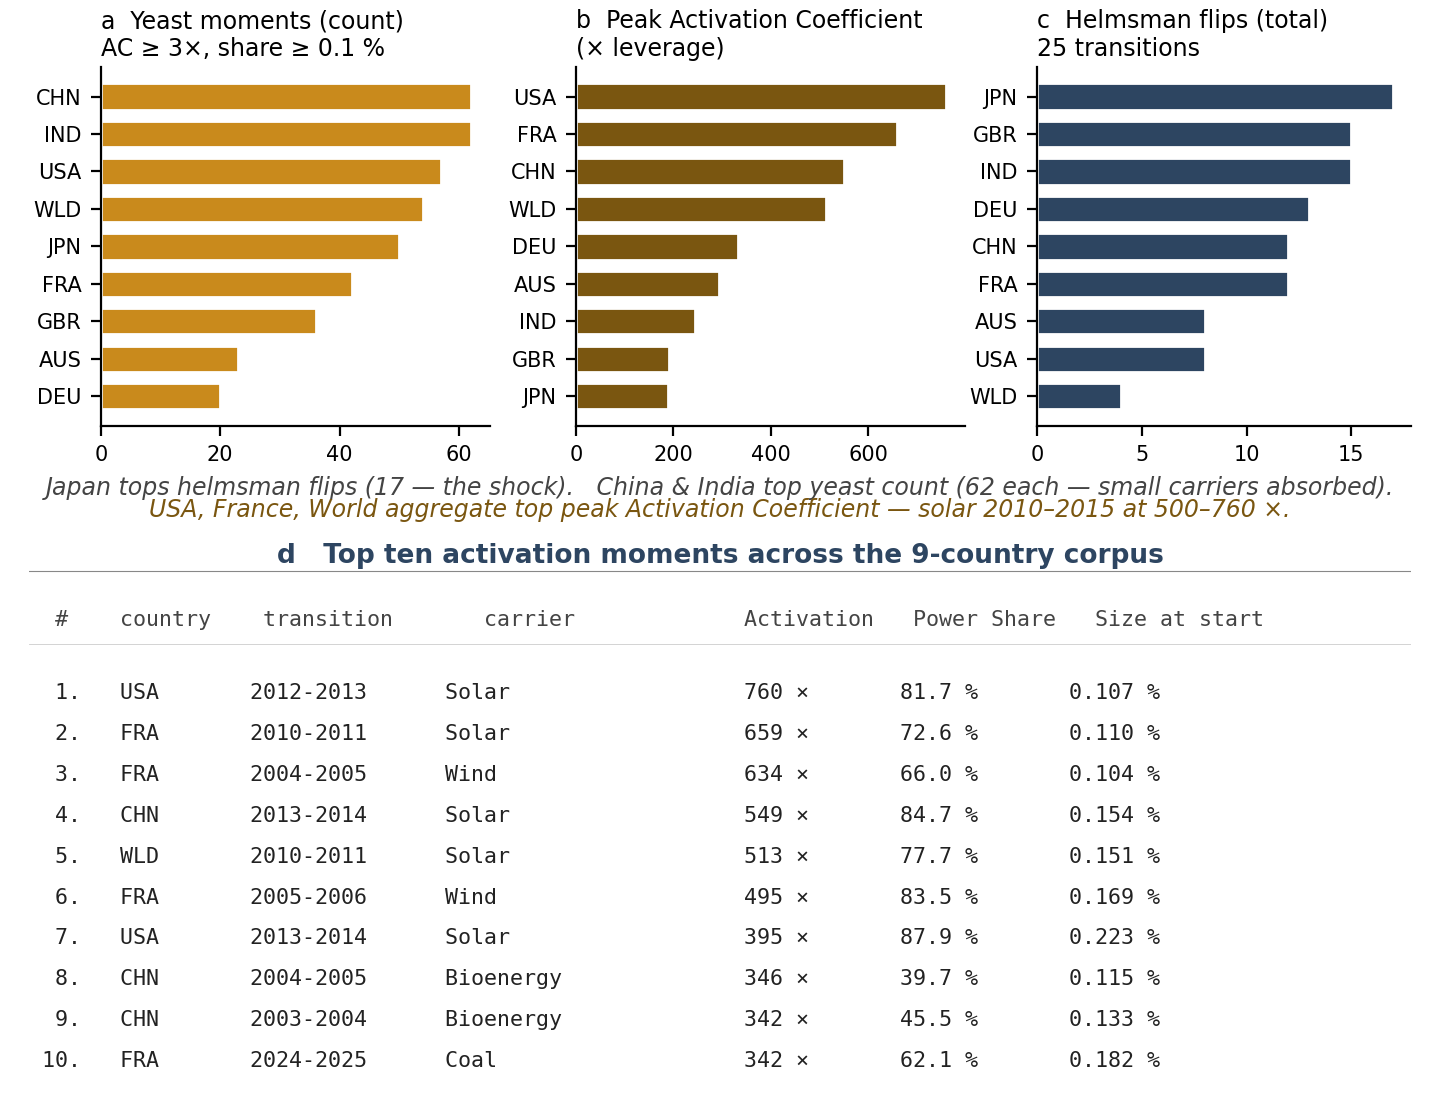 a  Yeast moments (count)
AC ≥ 3×, share ≥ 0.1 %
CHN
IND
USA
WLD
JPN
FRA
GBR
AUS
DEU
0 20 40 60
b  Peak Activation Coefficient
(× leverage)
USA
FRA
CHN
WLD
DEU
AUS
IND
GBR
JPN
0 200 400 600
c  Helmsman flips (total)
25 transitions
JPN
GBR
IND
DEU
CHN
FRA
AUS
USA
WLD
0 5 10 15
Japan tops helmsman flips (17 — the shock).   China & India top yeast count (62 each — small carriers absorbed).
USA, France, World aggregate top peak Activation Coefficient — solar 2010–2015 at 500–760 ×.
d   Top ten activation moments across the 9-country corpus
# country transition carrier Activation Power Share Size at start
1. USA 2012-2013 Solar 760 × 81.7 % 0.107 %
2. FRA 2010-2011 Solar 659 × 72.6 % 0.110 %
3. FRA 2004-2005 Wind 634 × 66.0 % 0.104 %
4. CHN 2013-2014 Solar 549 × 84.7 % 0.154 %
5. WLD 2010-2011 Solar 513 × 77.7 % 0.151 %
6. FRA 2005-2006 Wind 495 × 83.5 % 0.169 %
7. USA 2013-2014 Solar 395 × 87.9 % 0.223 %
8. CHN 2004-2005 Bioenergy 346 × 39.7 % 0.115 %
9. CHN 2003-2004 Bioenergy 342 × 45.5 % 0.133 %
10. FRA 2024-2025 Coal 342 × 62.1 % 0.182 %